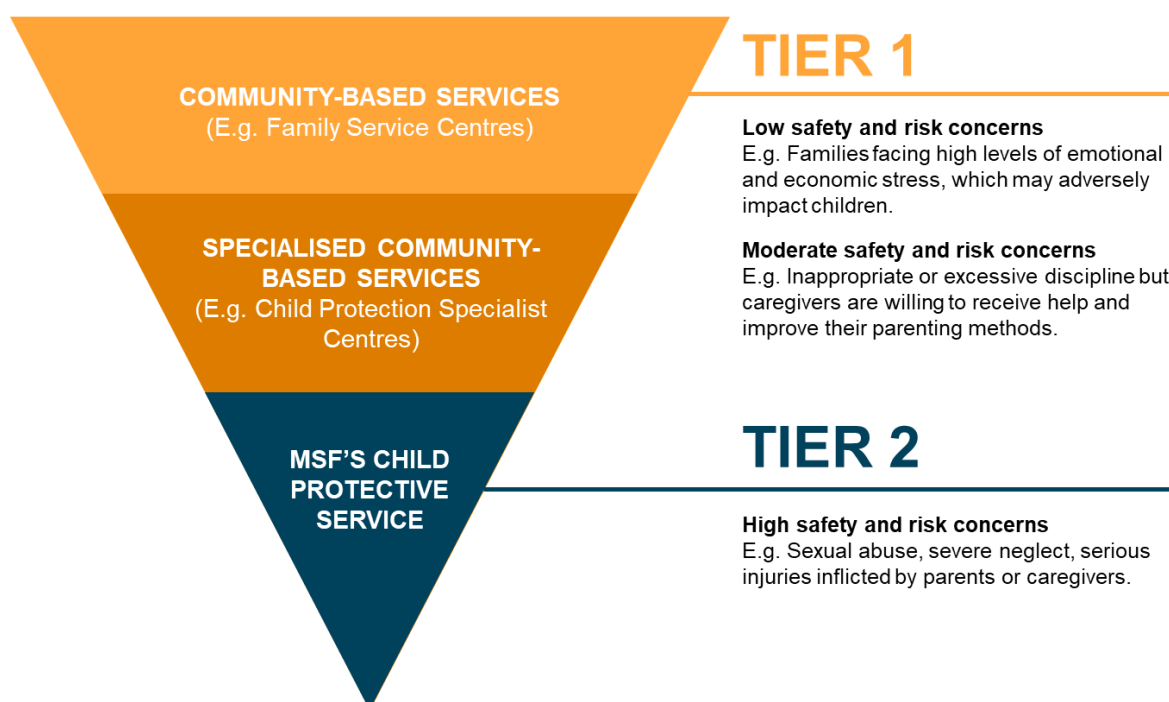 COMMUNITY-BASED SERVICES
(E.g. Family Service Centres)
SPECIALISED COMMUNITY-
BASED SERVICES
(E.g. Child Protection Specialist
Centres)
MSF'S CHILD
PROTECTIVE
SERVICE
TIER 1
Low safety and risk concerns
E.g. Families facing high levels of emotional
and economic stress, which may adversely
impact children.
Moderate safety and risk concerns
E.g. Inappropriate or excessive discipline but
caregivers are willing to receive help and
improve their parenting methods.
TIER 2
High safety and risk concerns
E.g. Sexual abuse, severe neglect, serious
injuries inflicted by parents or caregivers.